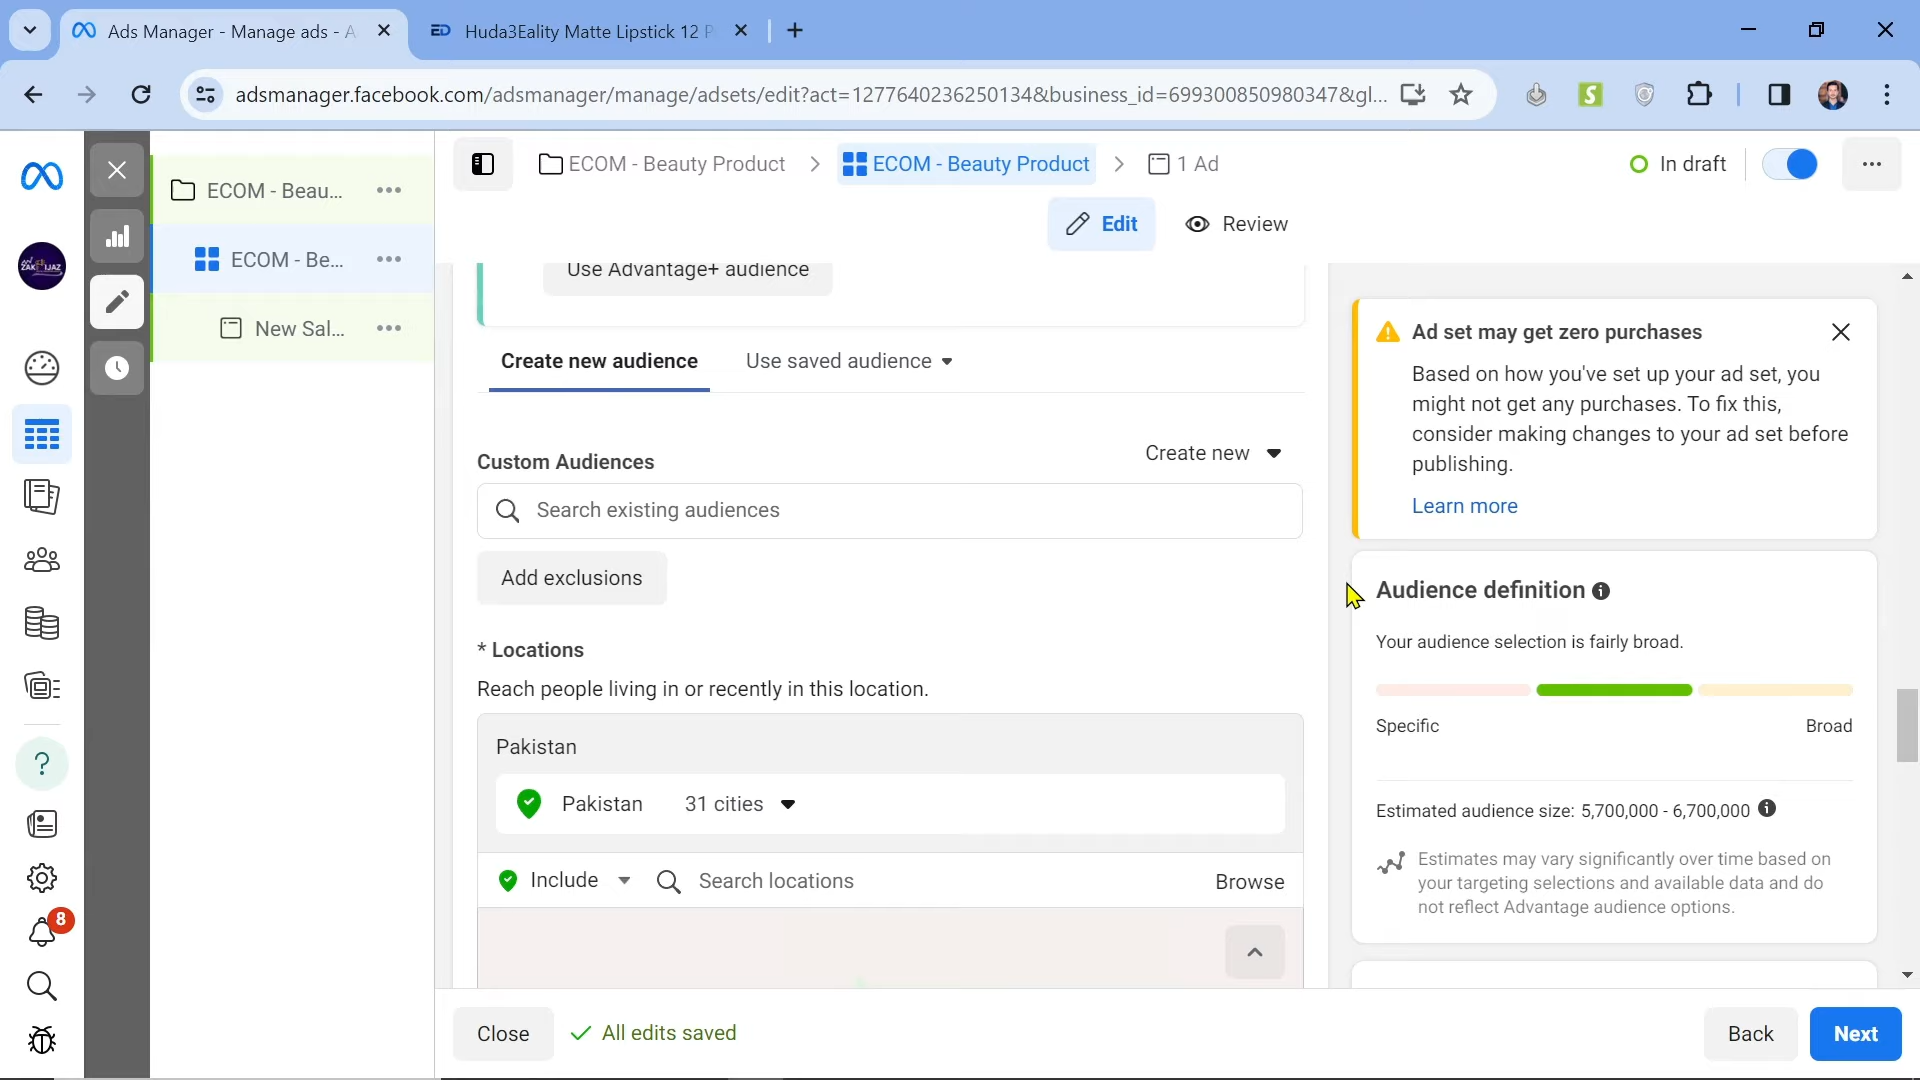 Ads Manager - Manage ads - A
Huda3Eality Matte Lipstick 12 P
adsmanager.facebook.com/adsmanager/manage/adsets/edit?act=1277640236250134&business_id=699300850980347&gl...
ECOM - Beau...
ECOM - Be...
New Sal...
ECOM - Beauty Product
ECOM - Beauty Product
1 Ad
In draft
Edit
Review
Use Advantage+ audience
Create new audience
Use saved audience
Custom Audiences
Create new
Search existing audiences
Add exclusions
* Locations
Reach people living in or recently in this location.
Pakistan
Pakistan 31 cities
Include
Search locations
Browse
Ad set may get zero purchases
Based on how you've set up your ad set, you
might not get any purchases. To fix this,
consider making changes to your ad set before
publishing.
Learn more
Audience definition
Your audience selection is fairly broad.
Specific
Broad
Estimated audience size: 5,700,000 - 6,700,000
Estimates may vary significantly over time based on
your targeting selections and available data and do
not reflect Advantage audience options.
8
Close
All edits saved
Back
Next